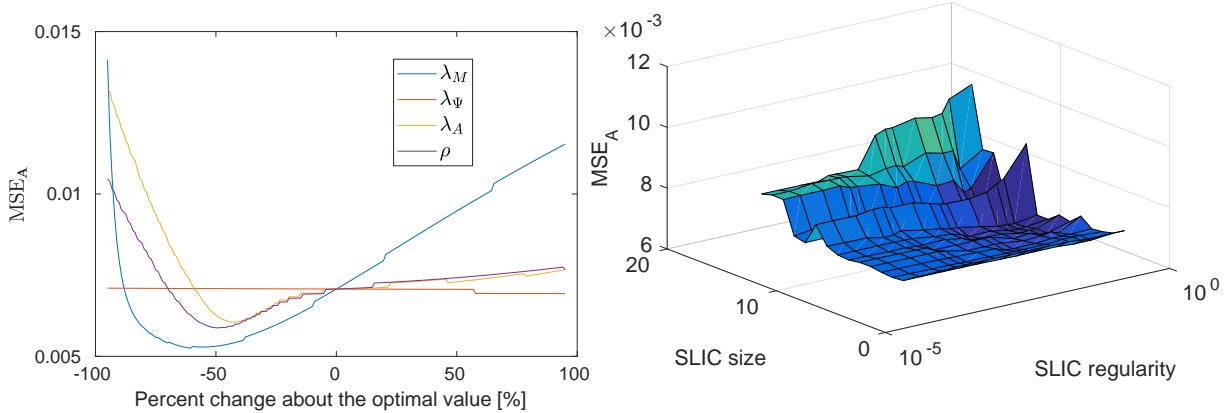 0.015
0.01
0.005
MSE_A
-100
-50
0
50
100
Percent change about the optimal value [%]
λ_M
λ_Ψ
λ_A
ρ
×10^-3
12
10
8
6
MSE_A
20
10
0
SLIC size
10^-5
10^0
SLIC regularity